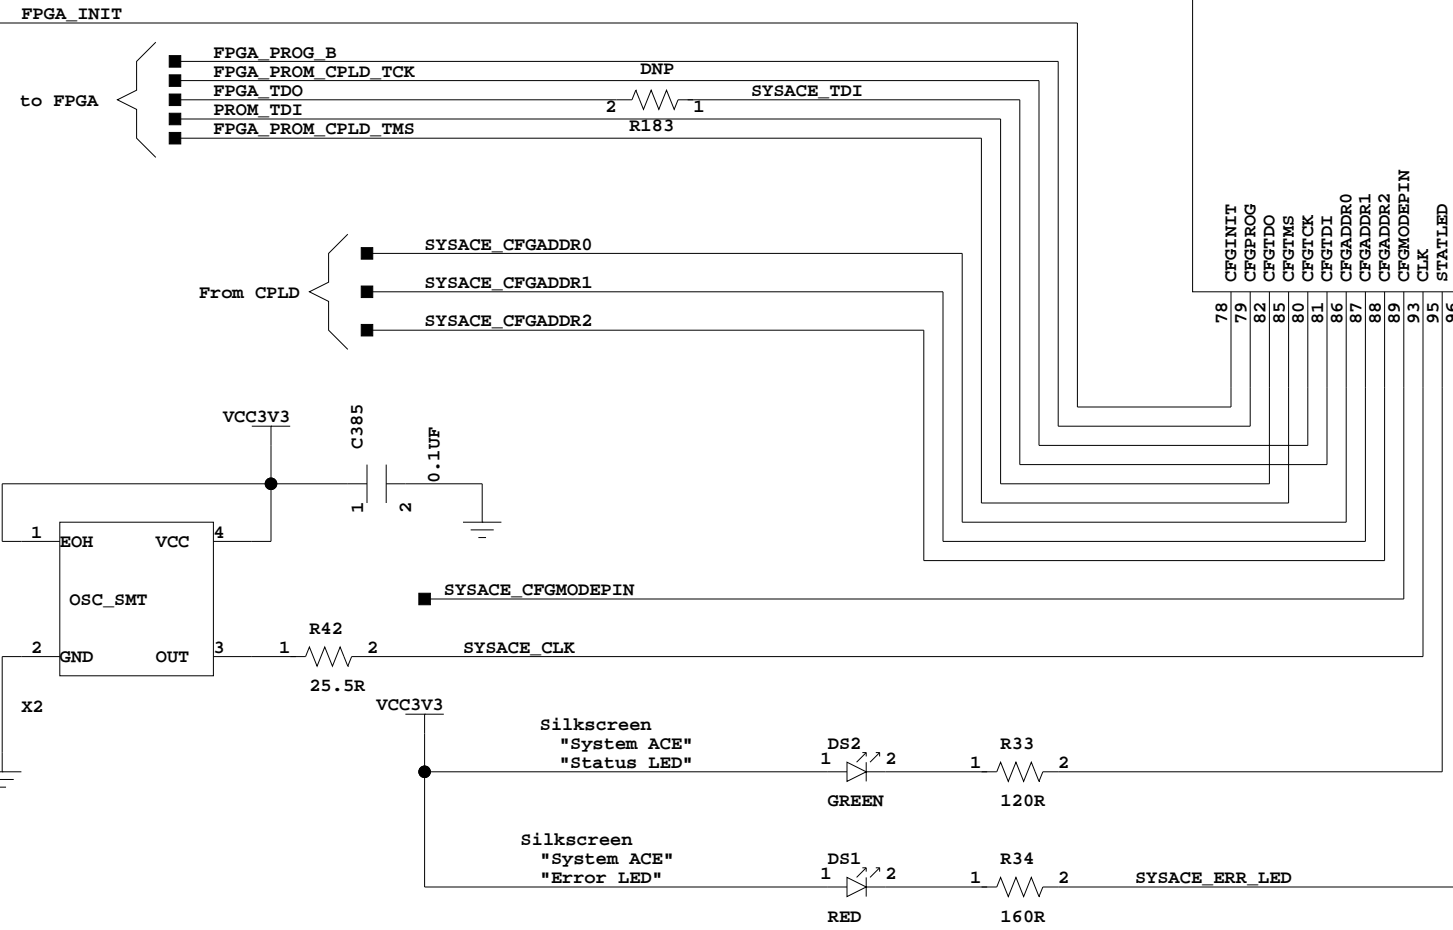 FPGA_INIT
FPGA_PROG_B
FPGA_PROM_CPLD_TCK
DNP
to FPGA
FPGA_TDO
2
1
SYSACE_TDI
R183
PROM_TDI
FPGA_PROM_CPLD_TMS
SYSACE_CFGADDR0
From CPLD
SYSACE_CFGADDR1
SYSACE_CFGADDR2
CFGINIT
CFGPROG
CFGTDO
CFGTMS
CFGTCK
CFGTDI
CFGADDR0
CFGADDR1
CFGADDR2
CFGMODEPIN
CLK
STATLED
78
79
82
85
80
81
86
87
88
89
93
95
96
VCC3V3
C385
0.1UF
1
2
1
EOH
VCC
4
OSC_SMT
2
GND
OUT
3
X2
SYSACE_CFGMODEPIN
R42
1
2
SYSACE_CLK
25.5R
VCC3V3
Silkscreen
"System ACE"
"Status LED"
DS2
1
2
GREEN
R33
1
2
120R
Silkscreen
"System ACE"
"Error LED"
DS1
1
2
RED
R34
1
2
160R
SYSACE_ERR_LED